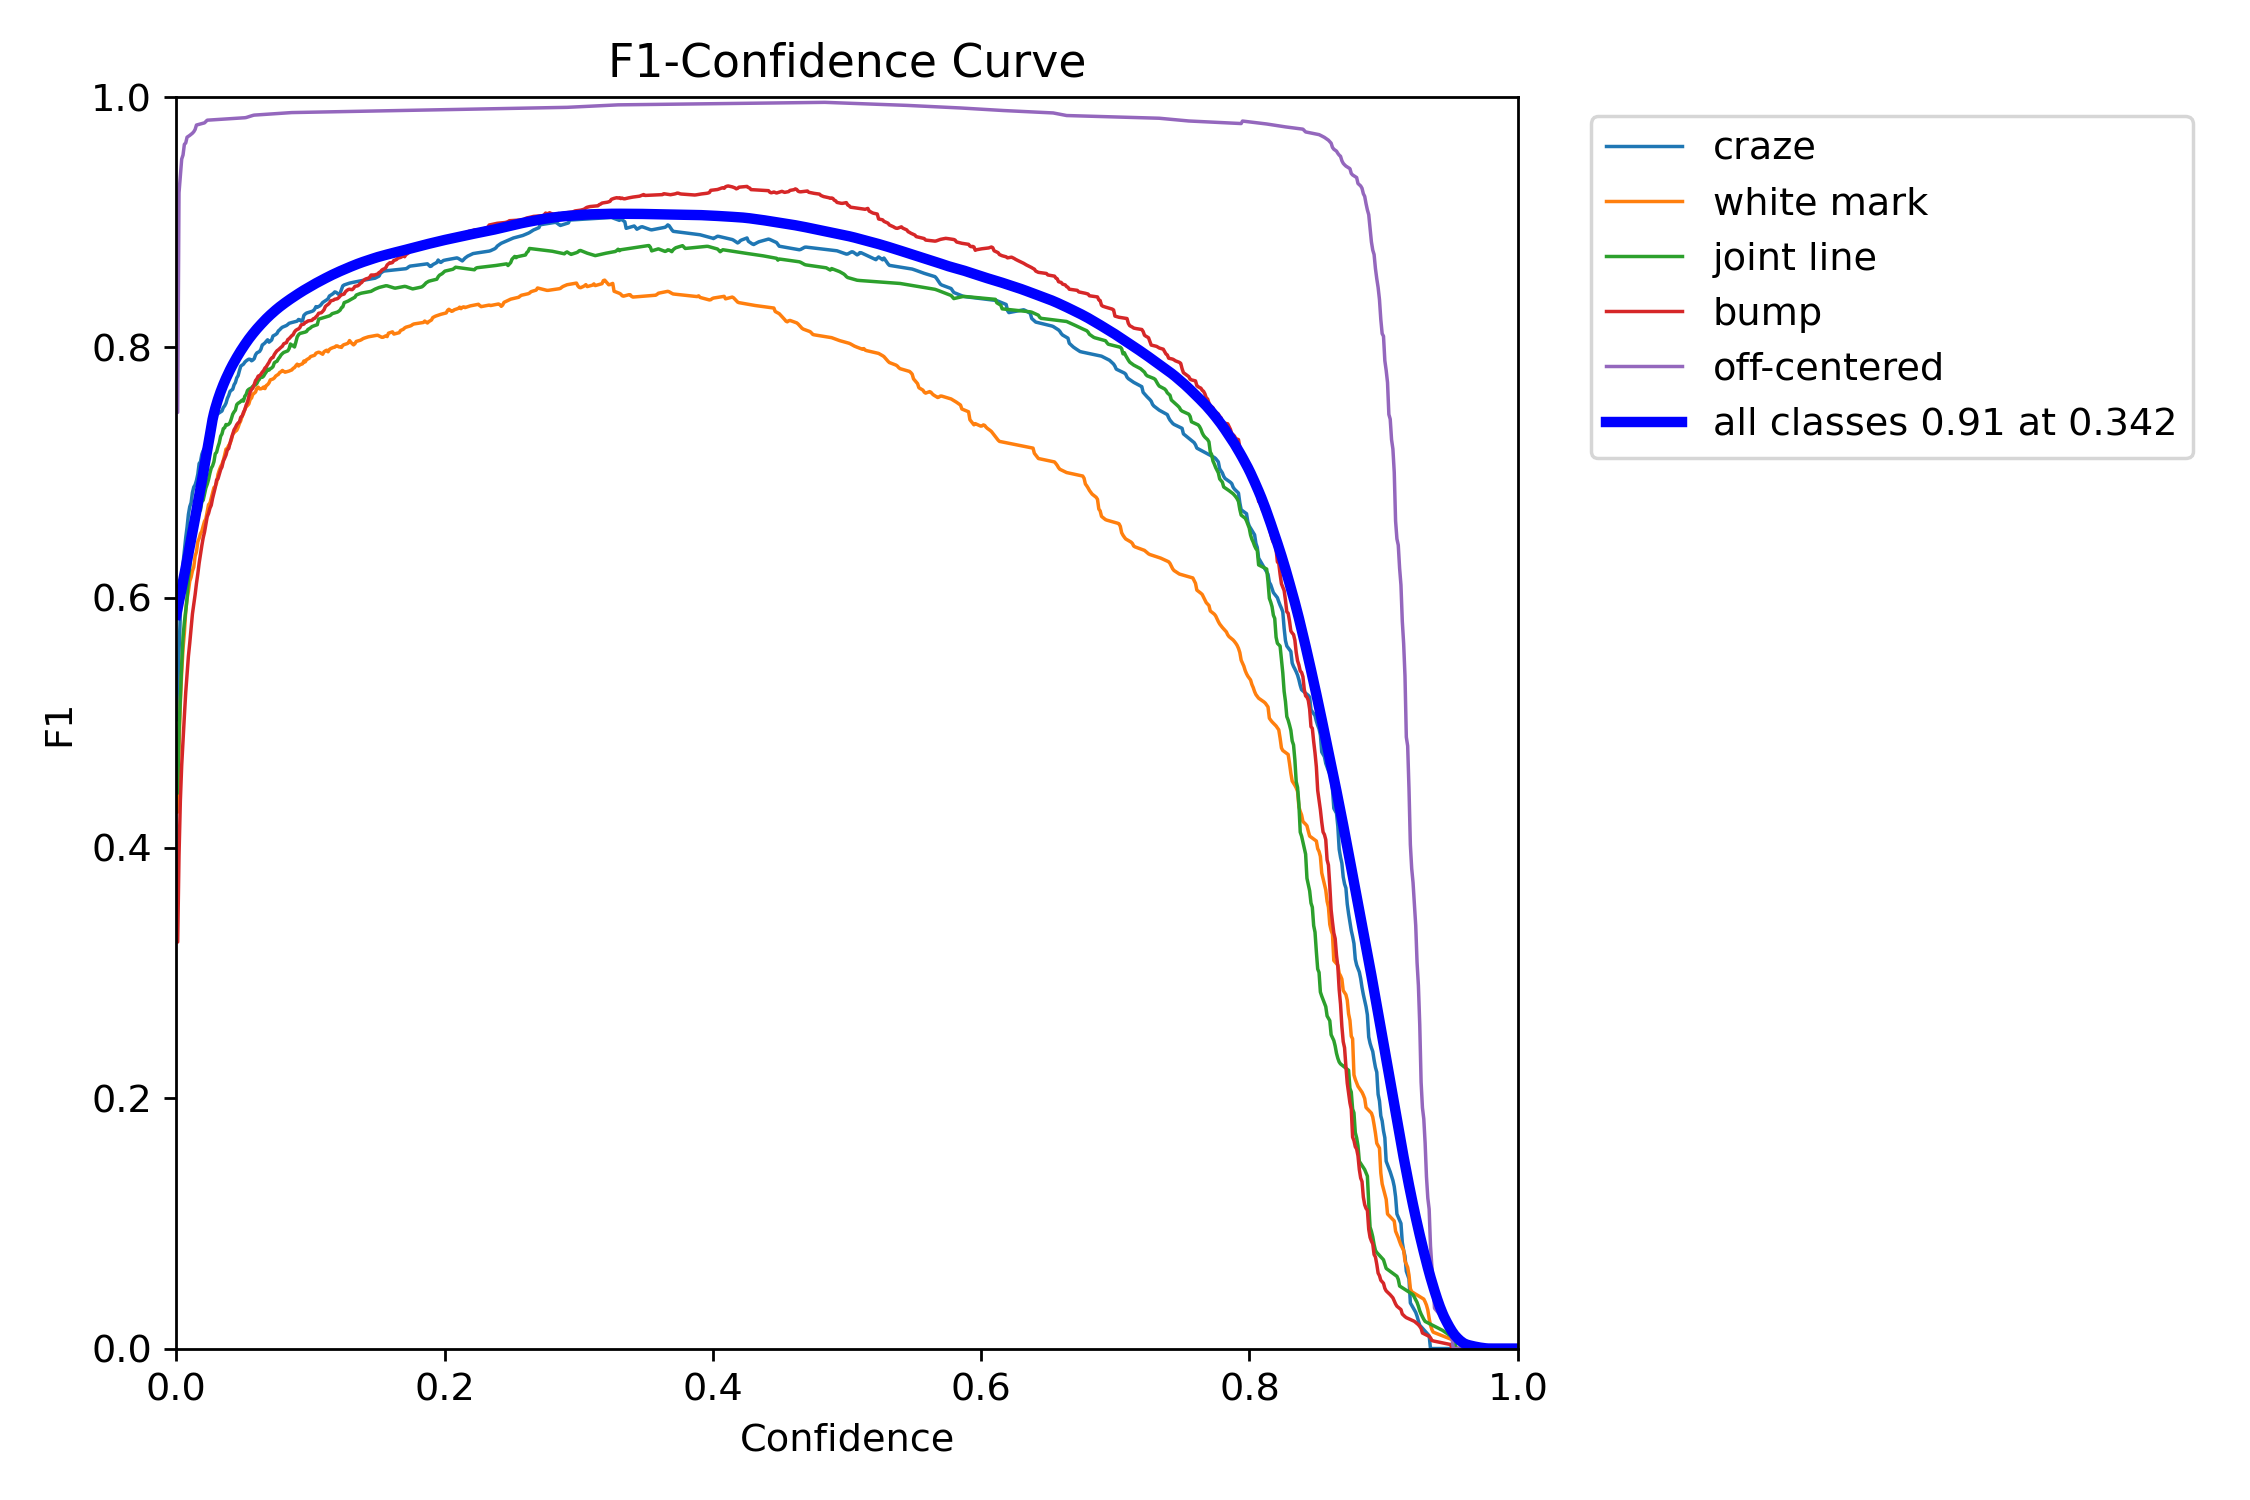 F1-Confidence Curve
1.0
0.8
0.6
0.4
0.2
0.0
F1
0.0 0.2 0.4 0.6 0.8 1.0
Confidence
craze
white mark
joint line
bump
off-centered
all classes 0.91 at 0.342